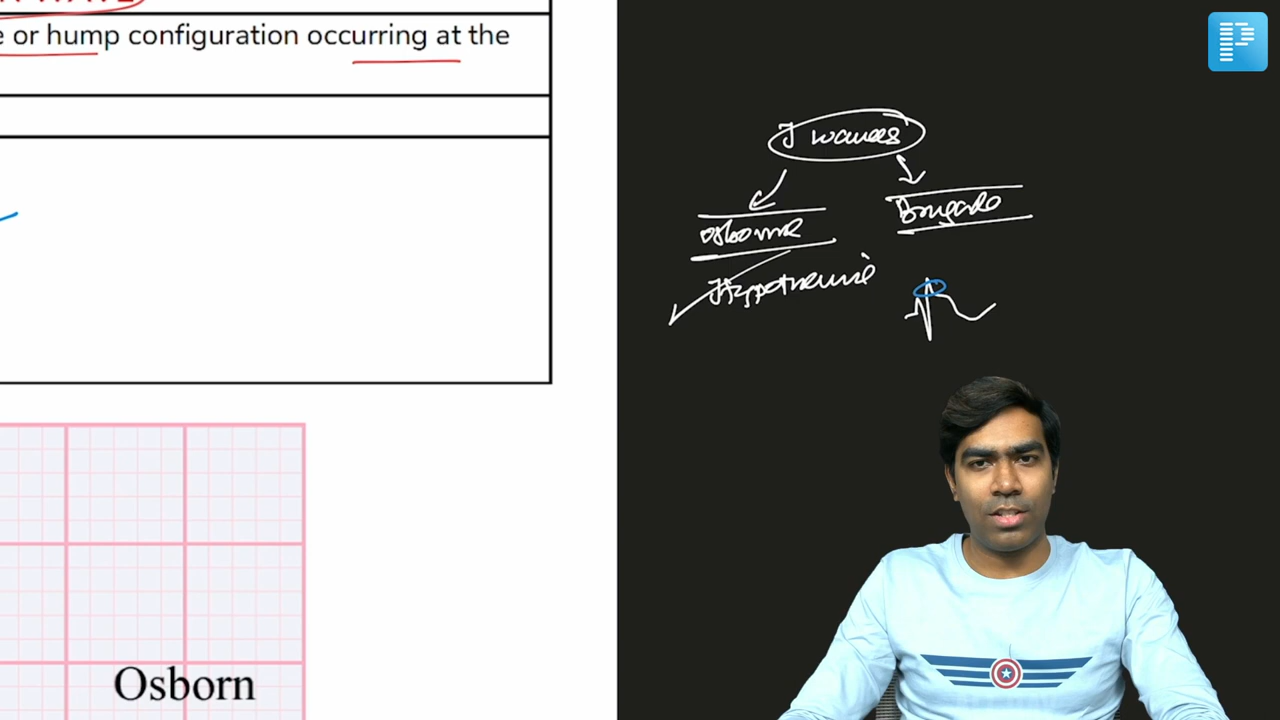 e or hump configuration occurring at the
J waves
Osborne
Brugada
Hypothermia
Osborn
P